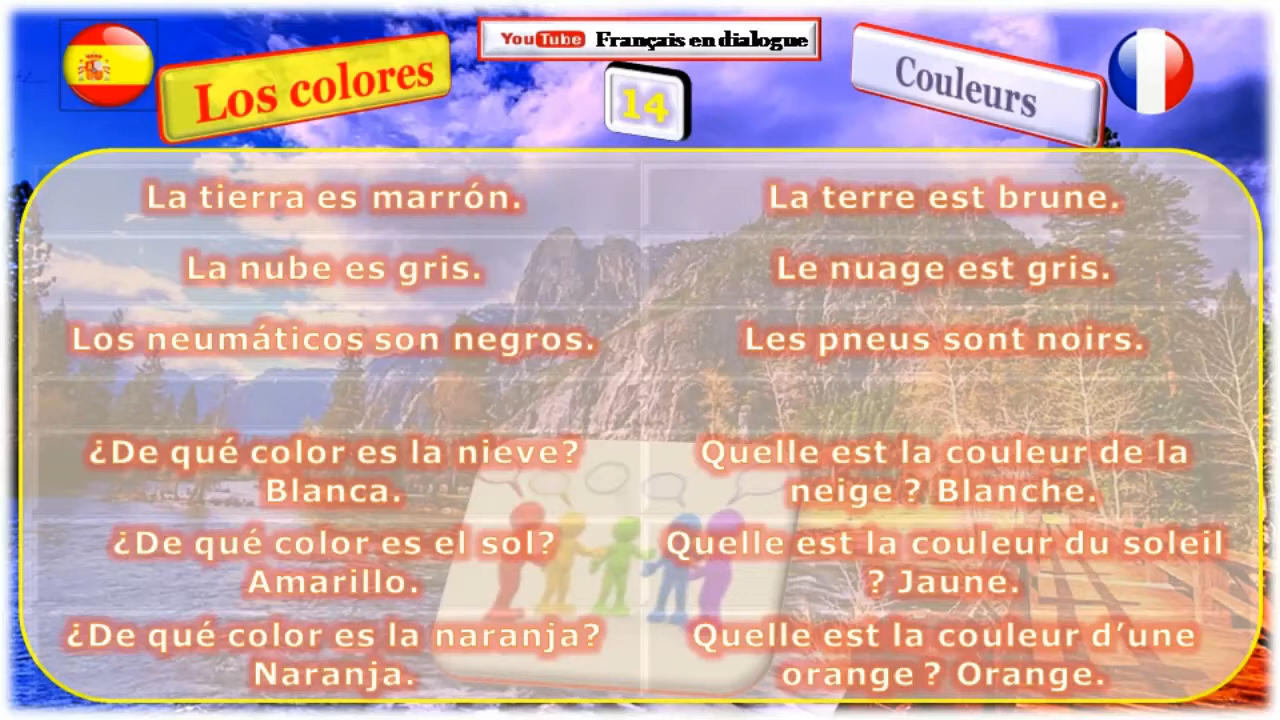 YouTube Français en dialogue
Los colores
14
Couleurs
La tierra es marrón.
La terre est brune.
La nube es gris.
Le nuage est gris.
Los neumáticos son negros.
Les pneus sont noirs.
¿De qué color es la nieve?
Blanca.
Quelle est la couleur de la
neige ? Blanche.
¿De qué color es el sol?
Amarillo.
Quelle est la couleur du soleil
? Jaune.
¿De qué color es la naranja?
Naranja.
Quelle est la couleur d’une
orange ? Orange.